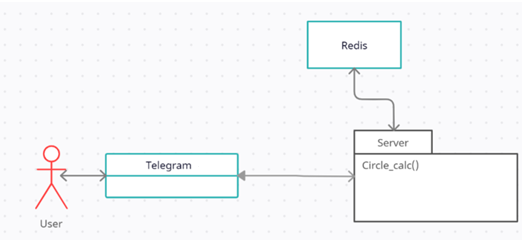 Redis
Server
Telegram
Circle_calc()
User